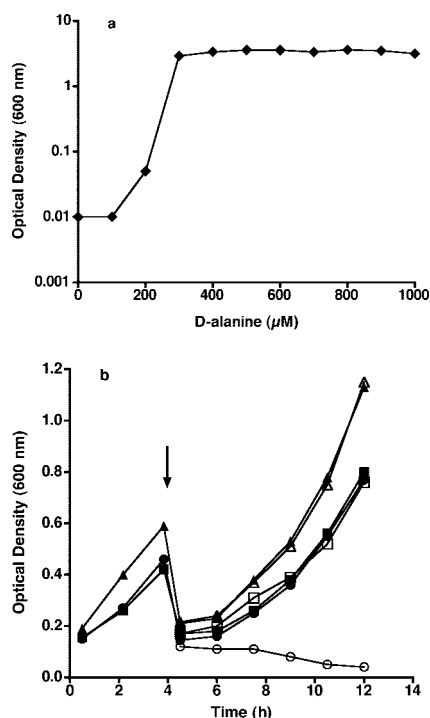 a
Optical Density (600 nm)
10
1
0.1
0.01
0.001
0 200 400 600 800 1000
D-alanine (µM)
b
Optical Density (600 nm)
1.2
1.0
0.8
0.6
0.4
0.2
0.0
0 2 4 6 8 10 12 14
Time (h)